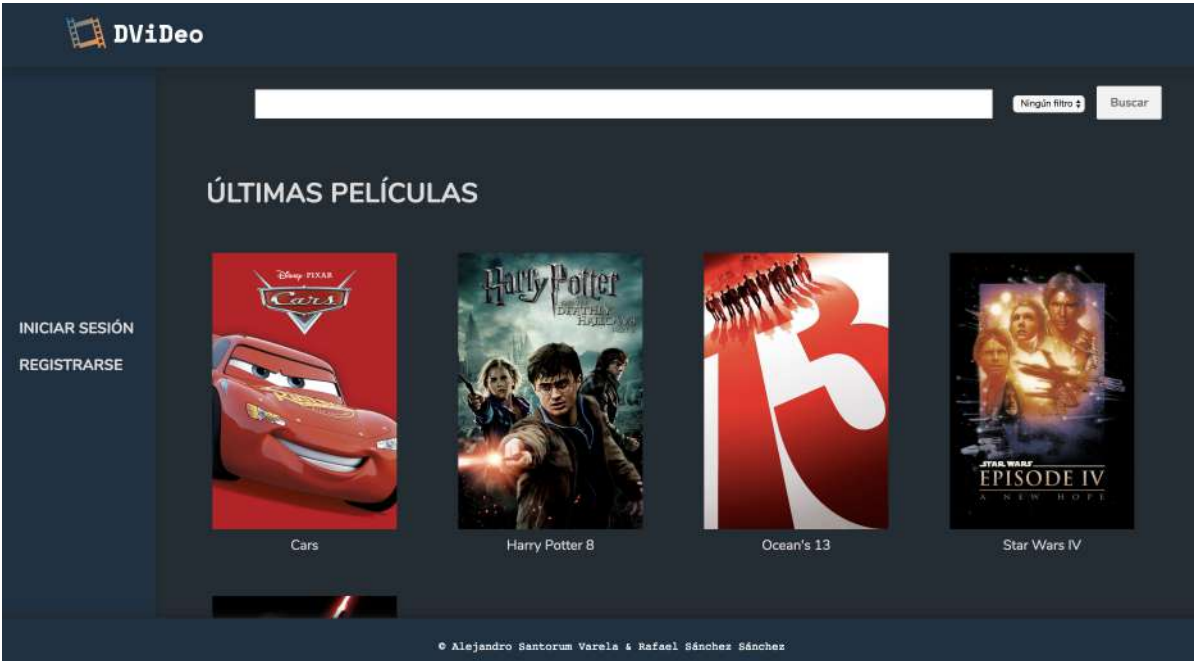 DViDeo
Ningún filtro
Buscar
ÚLTIMAS PELÍCULAS
INICIAR SESIÓN
REGISTRARSE
Disney·PIXAR
Cars
Harry Potter
AND THE
DEATHLY
HALLOWS
13
STAR WARS
EPISODE IV
A NEW HOPE
Cars
Harry Potter 8
Ocean's 13
Star Wars IV
© Alejandro Santorum Varela & Rafael Sánchez Sánchez